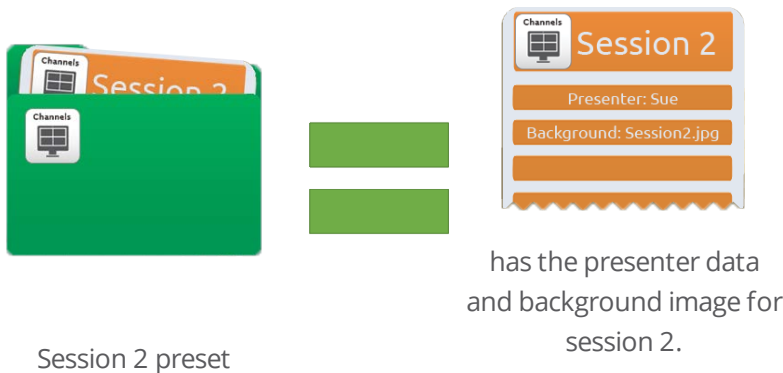 Channels
Session 2
Channels
Session 2 preset
Channels
Session 2
Presenter: Sue
Background: Session2.jpg
has the presenter data
and background image for
session 2.